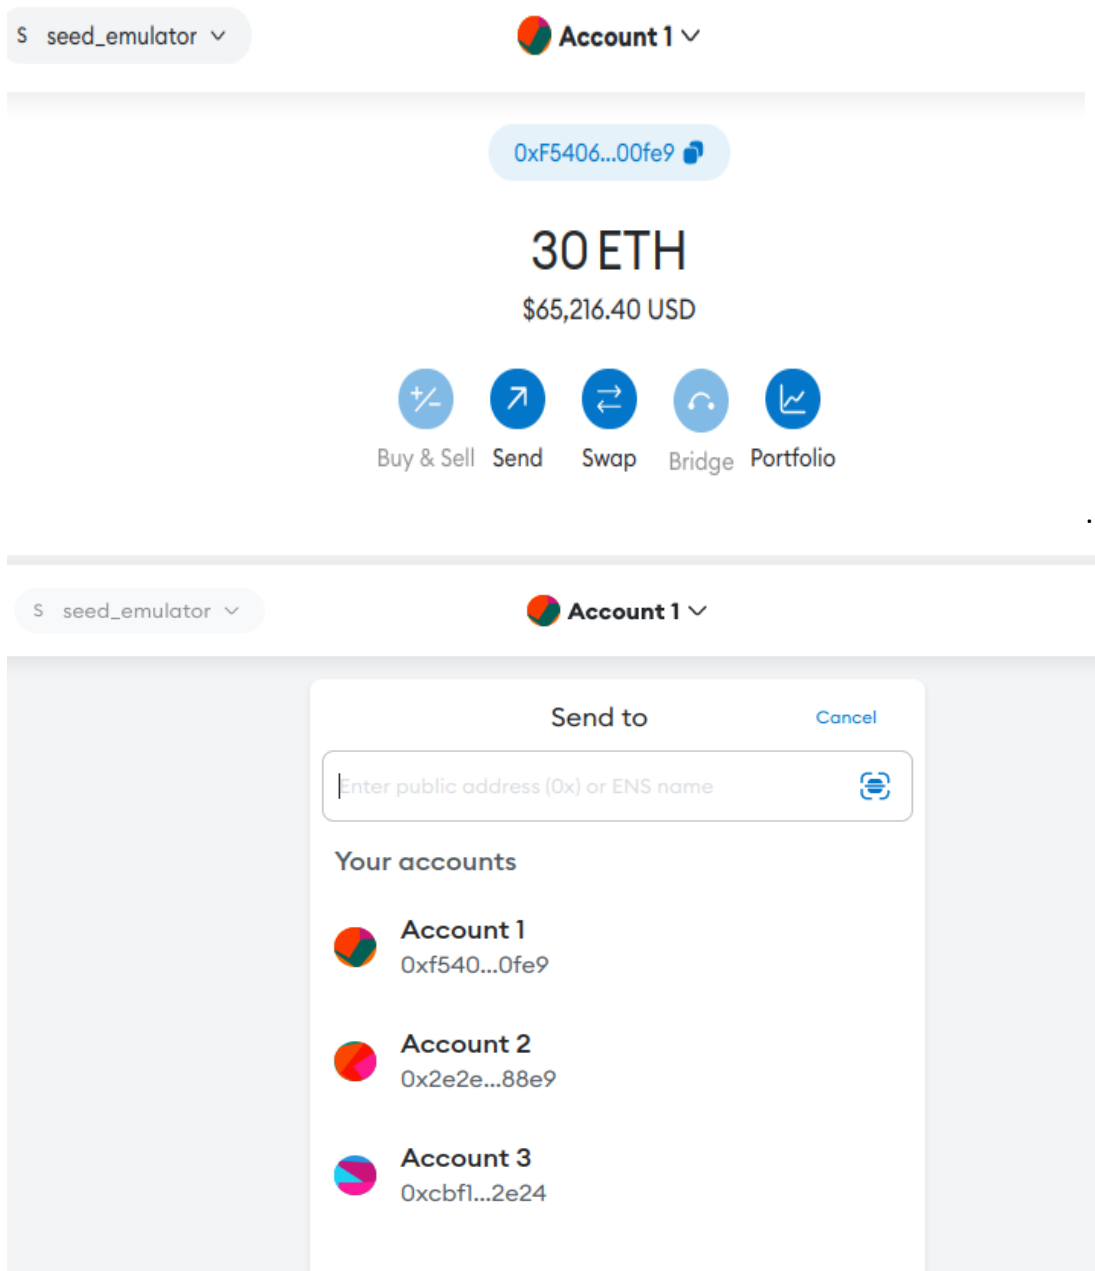 S seed_emulator
Account 1
0xF5406...00fe9
30 ETH
$65,216.40 USD
Buy & Sell Send Swap Bridge Portfolio
.
S seed_emulator
Account 1
Send to Cancel
Enter public address (0x) or ENS name
Your accounts
Account 1
0xf540...0fe9
Account 2
0x2e2e...88e9
Account 3
0xcbf1...2e24